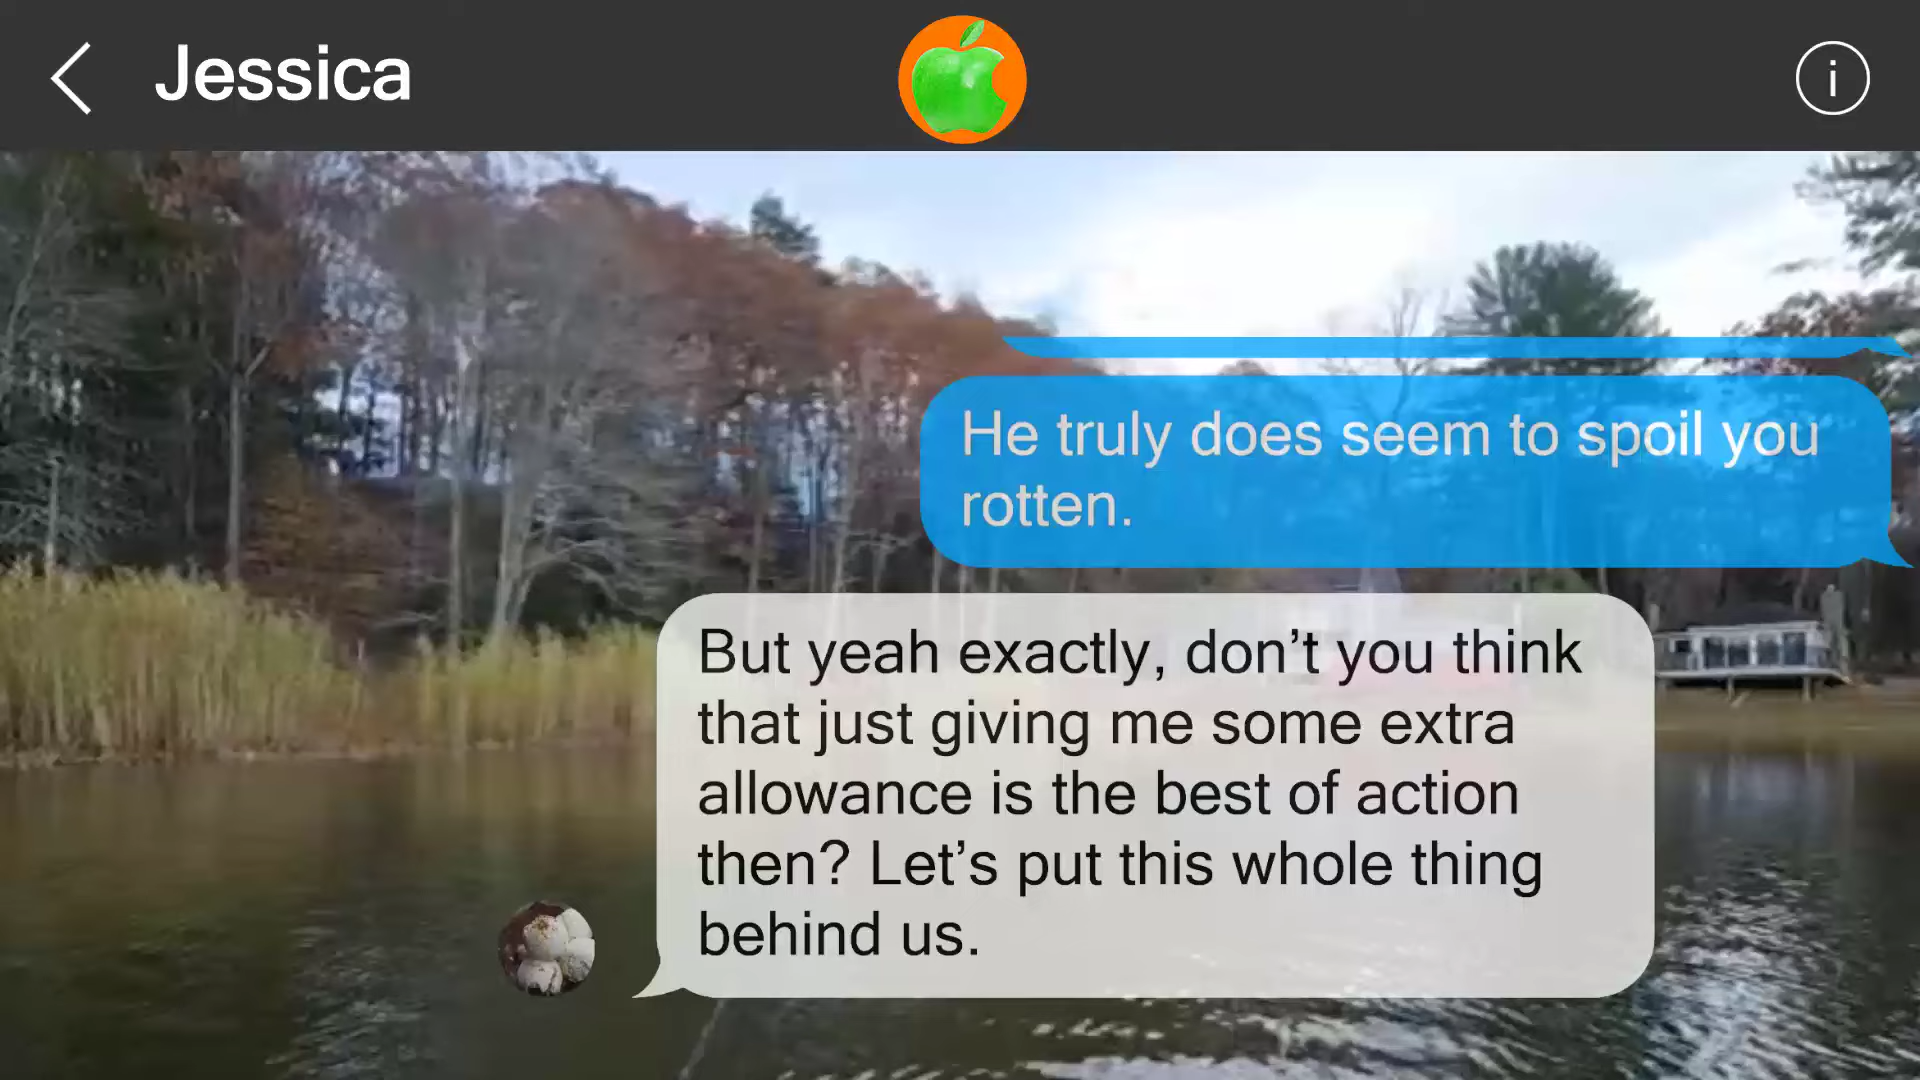 Jessica
i
He truly does seem to spoil you
rotten.
But yeah exactly, don’t you think
that just giving me some extra
allowance is the best of action
then? Let’s put this whole thing
behind us.